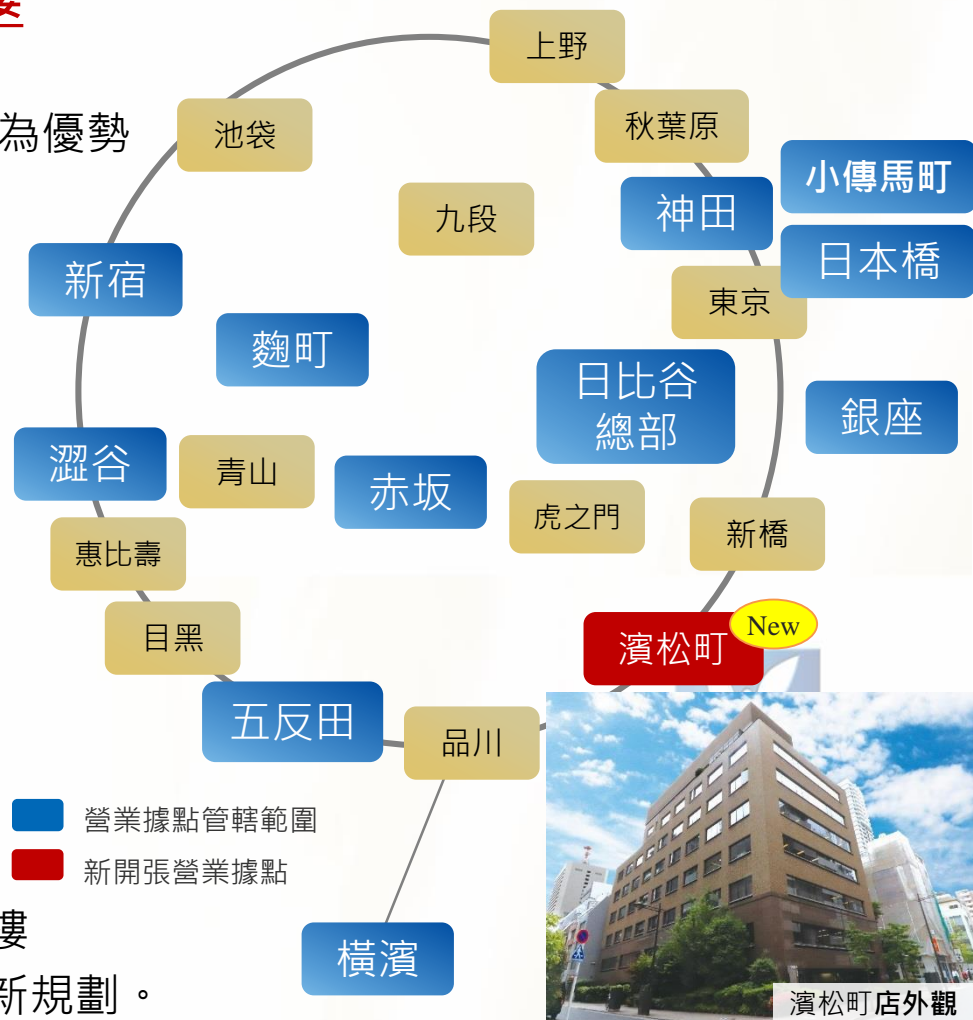 上野
為優勢
池袋
秋葉原
小傳馬町
九段
神田
日本橋
新宿
東京
麴町
日比谷
總部
銀座
澀谷
青山
赤坂
虎之門
新橋
惠比壽
目黑
濱松町
New
五反田
品川
營業據點管轄範圍
新開張營業據點
樓
橫濱
新規劃。
濱松町店外觀